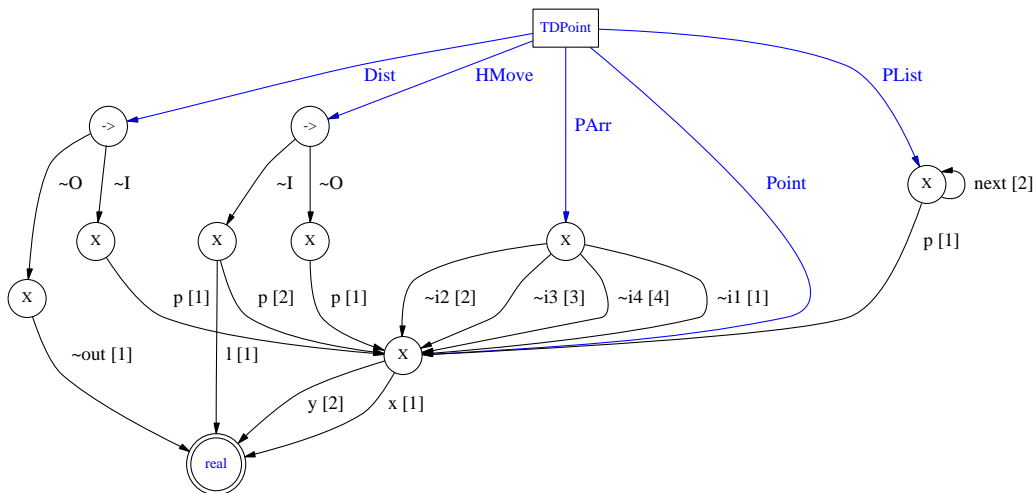 TDPoint
Dist
HMove
PList
PArr
->
->
Point
~O
~I
~I
~O
X
next [2]
X
X
X
X
p [1]
X
p [1]
p [2]
p [1]
~i2 [2]
~i3 [3]
~i4 [4]
~i1 [1]
~out [1]
l [1]
X
y [2]
x [1]
real